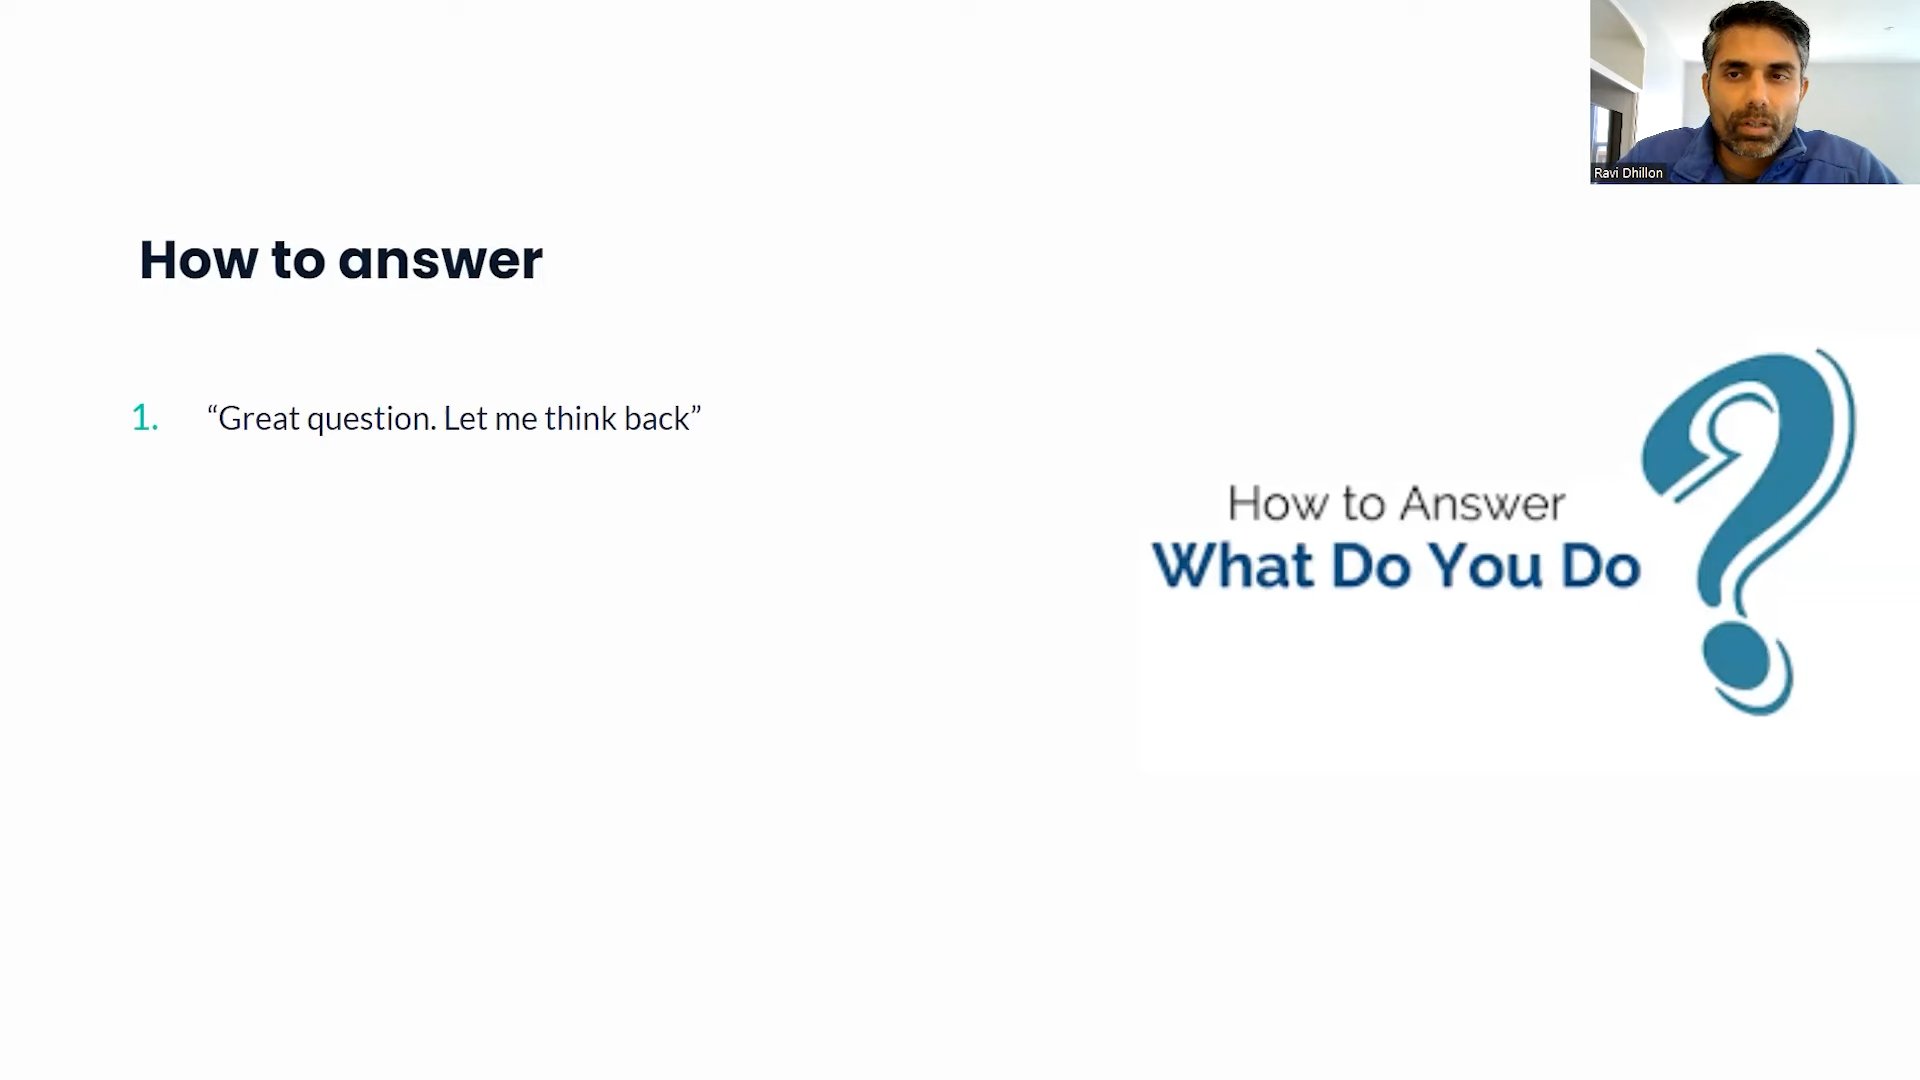 Ravi Dhillon
How to answer
1. “Great question. Let me think back”
How to Answer
What Do You Do
?